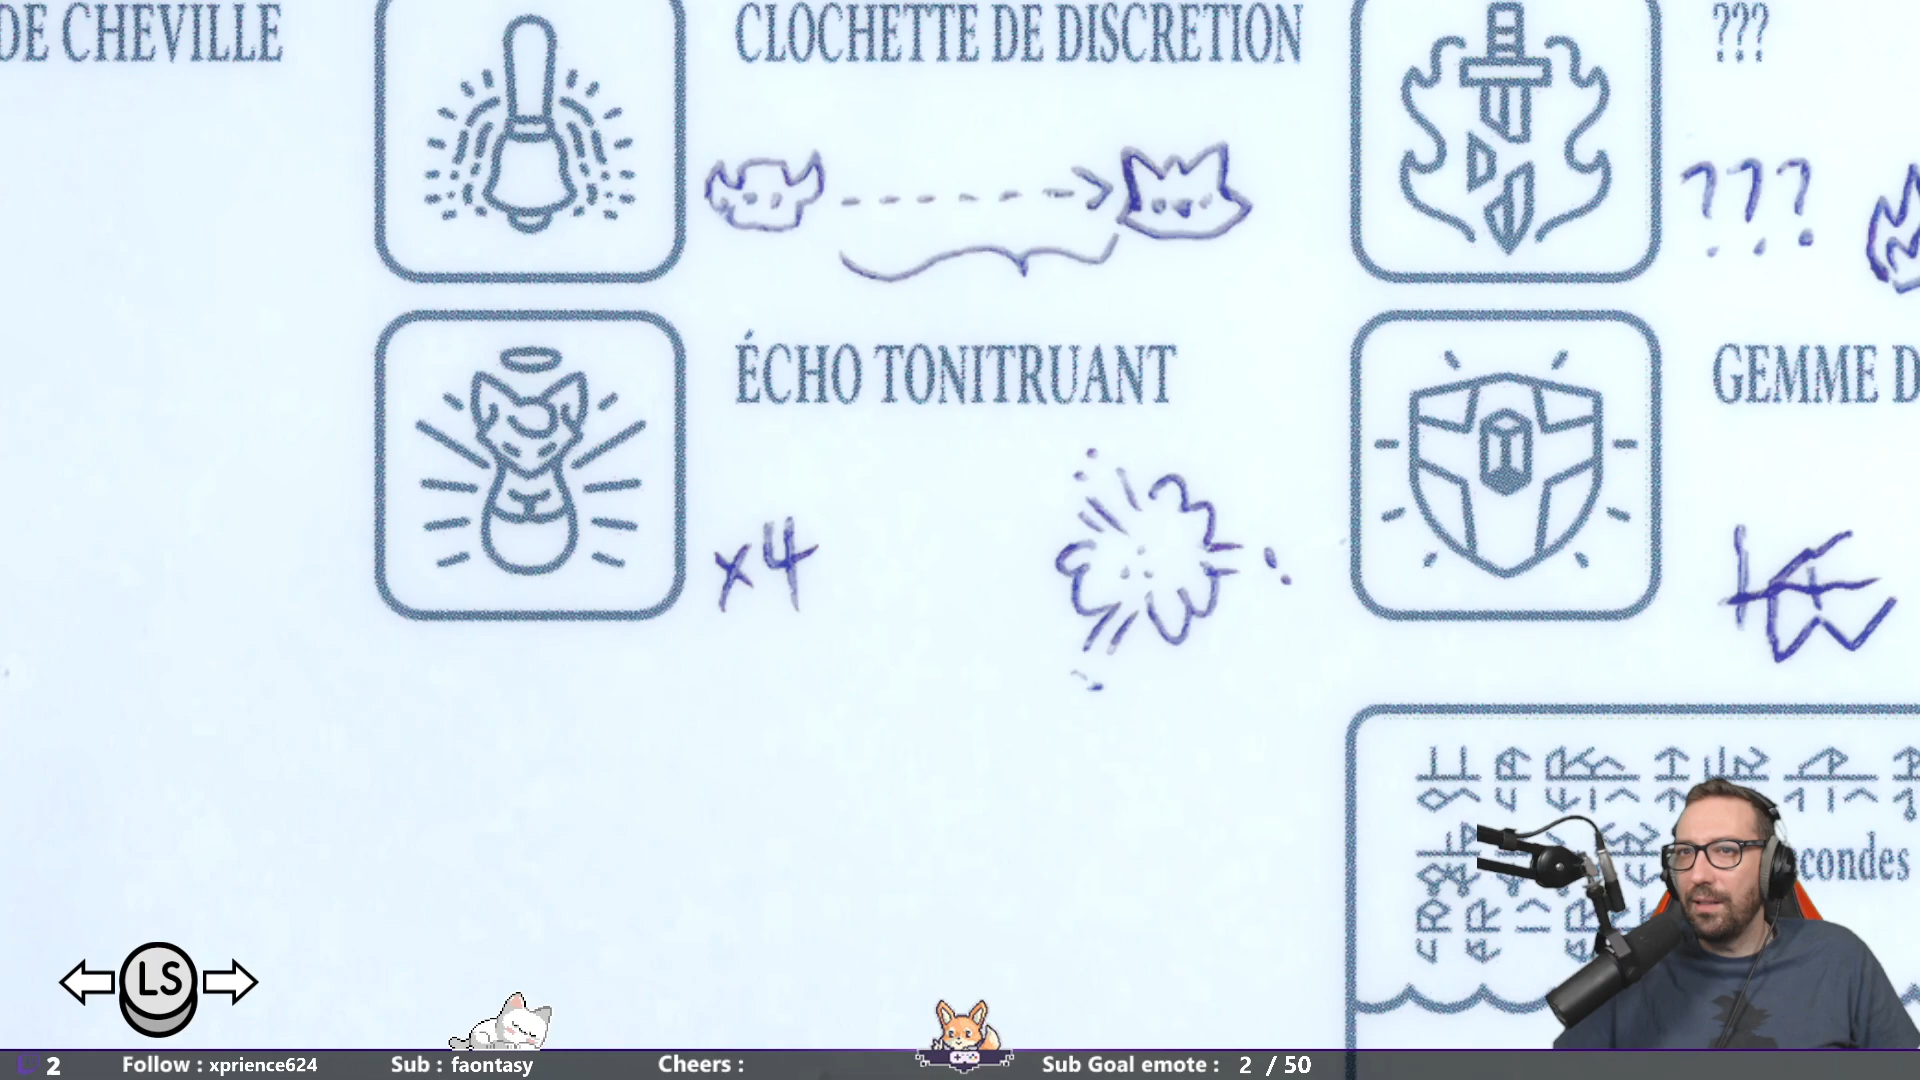 DE CHEVILLE
CLOCHETTE DE DISCRETION
???
???
ÉCHO TONITRUANT
GEMME D
x4
condes
LS
2 Follow : xprience624 Sub : faontasy Cheers : Sub Goal emote : 2 / 50